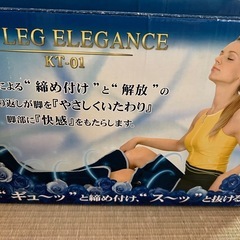 LEG ELEGANCE
KT-01
による“締め付け”と“解放”の
り返しが脚を『やさしくいたわり』
脚部に『快感』をもたらします。
“ギューッ”と締め付け、スーッ”と抜ける